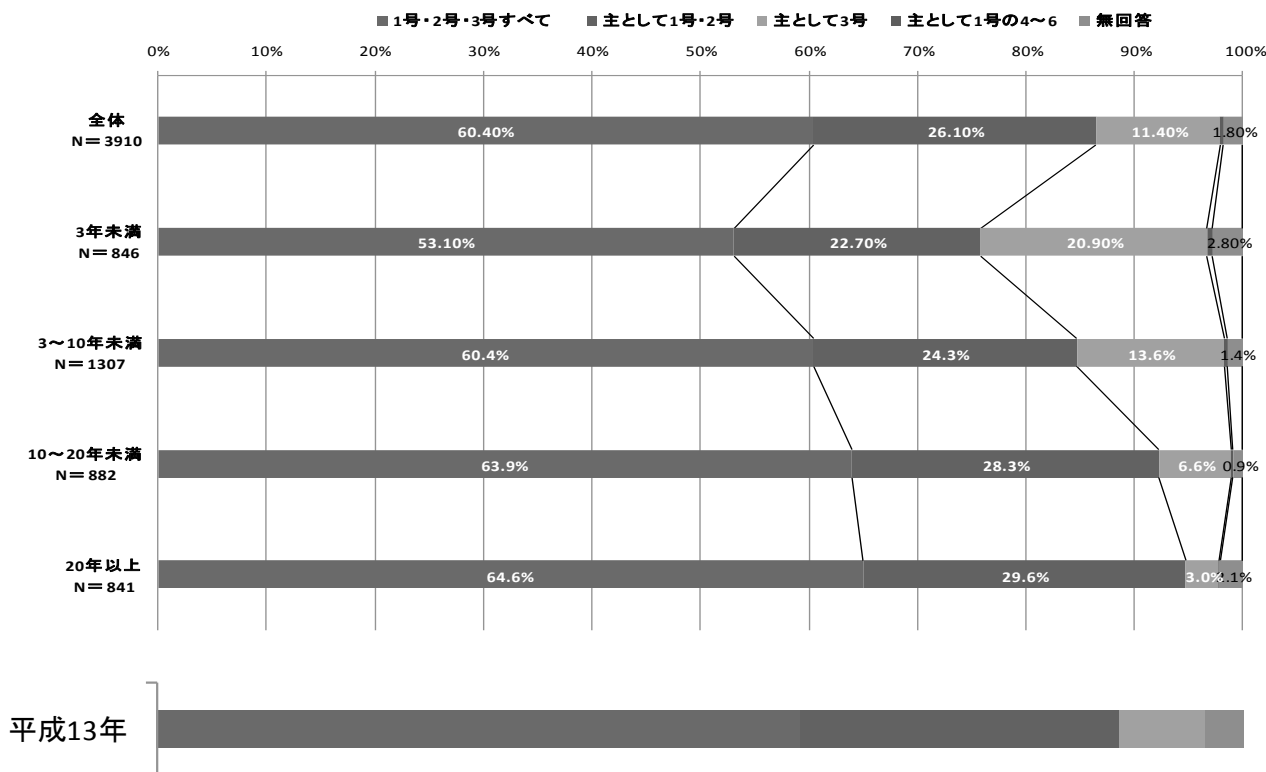 1号・2号・3号すべて 主として1号・2号 主として3号 主として1号の4～6 無回答
0% 10% 20% 30% 40% 50% 60% 70% 80% 90% 100%
全体
N＝3910
60.40% 26.10% 11.40% 1.80%
3年未満
N＝846
53.10% 22.70% 20.90% 2.80%
3～10年未満
N＝1307
60.4% 24.3% 13.6% 1.4%
10～20年未満
N＝882
63.9% 28.3% 6.6% 0.9%
20年以上
N＝841
64.6% 29.6% 3.0%
平成13年